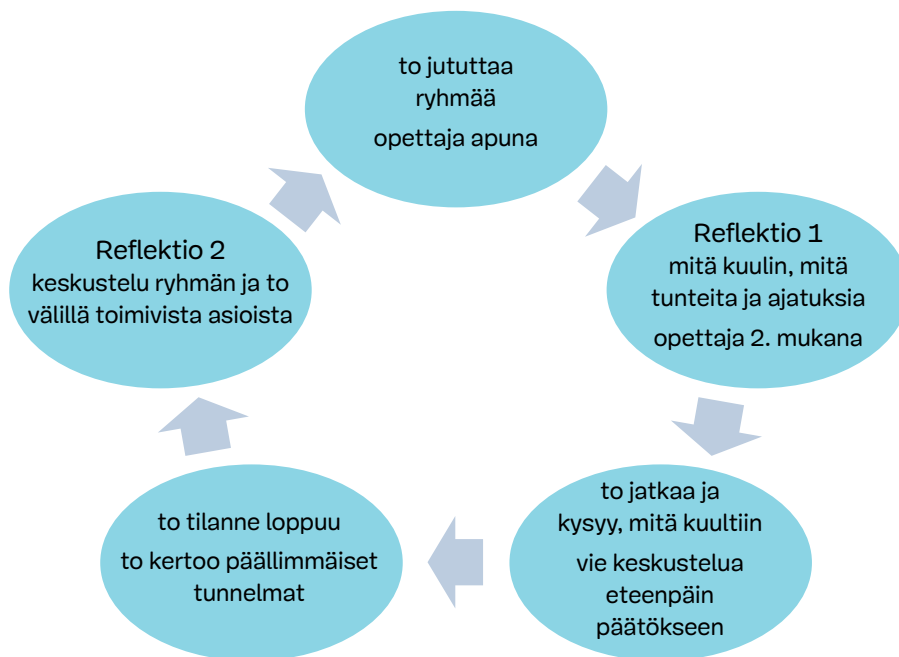 to jututtaa
ryhmää
opettaja apuna
Reflektio 1
mitä kuulin, mitä
tunteita ja ajatuksia
opettaja 2. mukana
to jatkaa ja
kysyy, mitä kuultiin
vie keskustelua
eteenpäin
päätökseen
to tilanne loppuu
to kertoo päällimmäiset
tunnelmat
Reflektio 2
keskustelu ryhmän ja to
välillä toimivista asioista